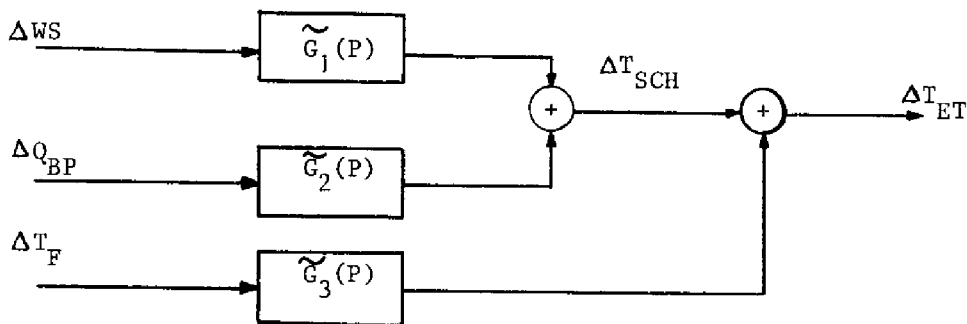 ΔWS
G̃₁(P)
ΔT_SCH
+
+
ΔT_ET
ΔQ_BP
G̃₂(P)
ΔT_F
G̃₃(P)